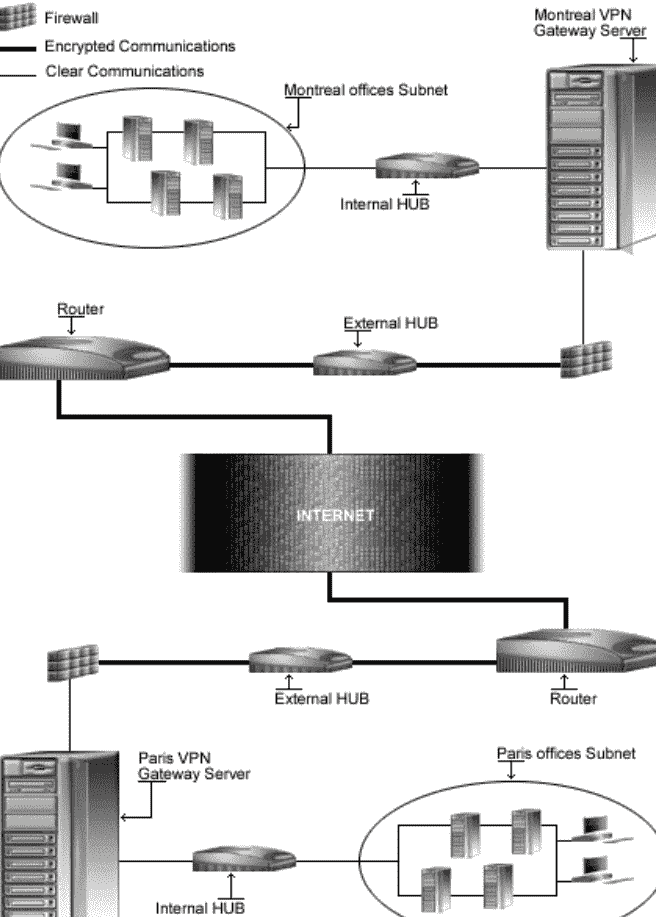 Firewall
Encrypted Communications
Clear Communications
Montreal VPN
Gateway Server
Montreal offices Subnet
Internal HUB
Router
External HUB
INTERNET
External HUB
Router
Paris VPN
Gateway Server
Paris offices Subnet
Internal HUB